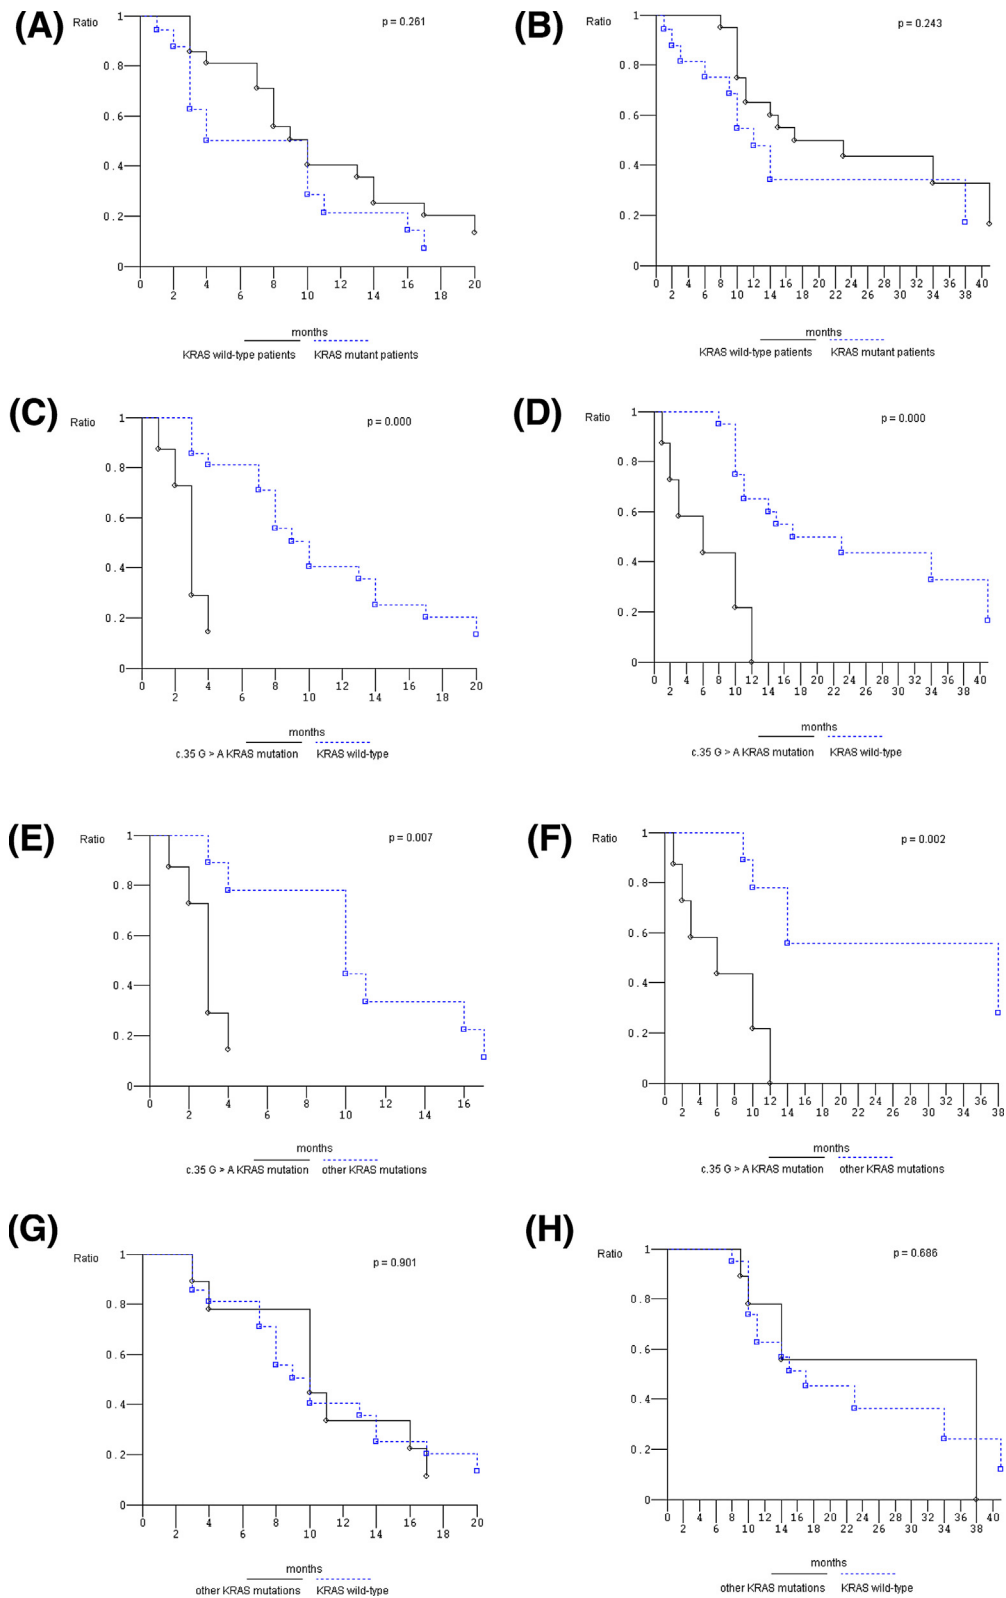 (A)
Ratio
p = 0.261
1
0.8
0.6
0.4
0.2
0
0 2 4 6 8 10 12 14 16 18 20
months
KRAS wild-type patients KRAS mutant patients
(B)
Ratio
p = 0.243
1
0.8
0.6
0.4
0.2
0
0 2 4 6 8 10 12 14 16 18 20 22 24 26 28 30 32 34 36 38 40
months
KRAS wild-type patients KRAS mutant patients
(C)
Ratio
p = 0.000
1
0.8
0.6
0.4
0.2
0
0 2 4 6 8 10 12 14 16 18 20
months
c.35 G > A KRAS mutation KRAS wild-type
(D)
Ratio
p = 0.000
1
0.8
0.6
0.4
0.2
0
0 2 4 6 8 10 12 14 16 18 20 22 24 26 28 30 32 34 36 38 40
months
c.35 G > A KRAS mutation KRAS wild-type
(E)
Ratio
p = 0.007
1
0.8
0.6
0.4
0.2
0
0 2 4 6 8 10 12 14 16
months
c.35 G > A KRAS mutation other KRAS mutations
(F)
Ratio
p = 0.002
1
0.8
0.6
0.4
0.2
0
0 2 4 6 8 10 12 14 16 18 20 22 24 26 28 30 32 34 36 38
months
c.35 G > A KRAS mutation other KRAS mutations
(G)
Ratio
p = 0.901
1
0.8
0.6
0.4
0.2
0
0 2 4 6 8 10 12 14 16 18 20
months
other KRAS mutations KRAS wild-type
(H)
Ratio
p = 0.686
1
0.8
0.6
0.4
0.2
0
0 2 4 6 8 10 12 14 16 18 20 22 24 26 28 30 32 34 36 38 40
months
other KRAS mutations KRAS wild-type